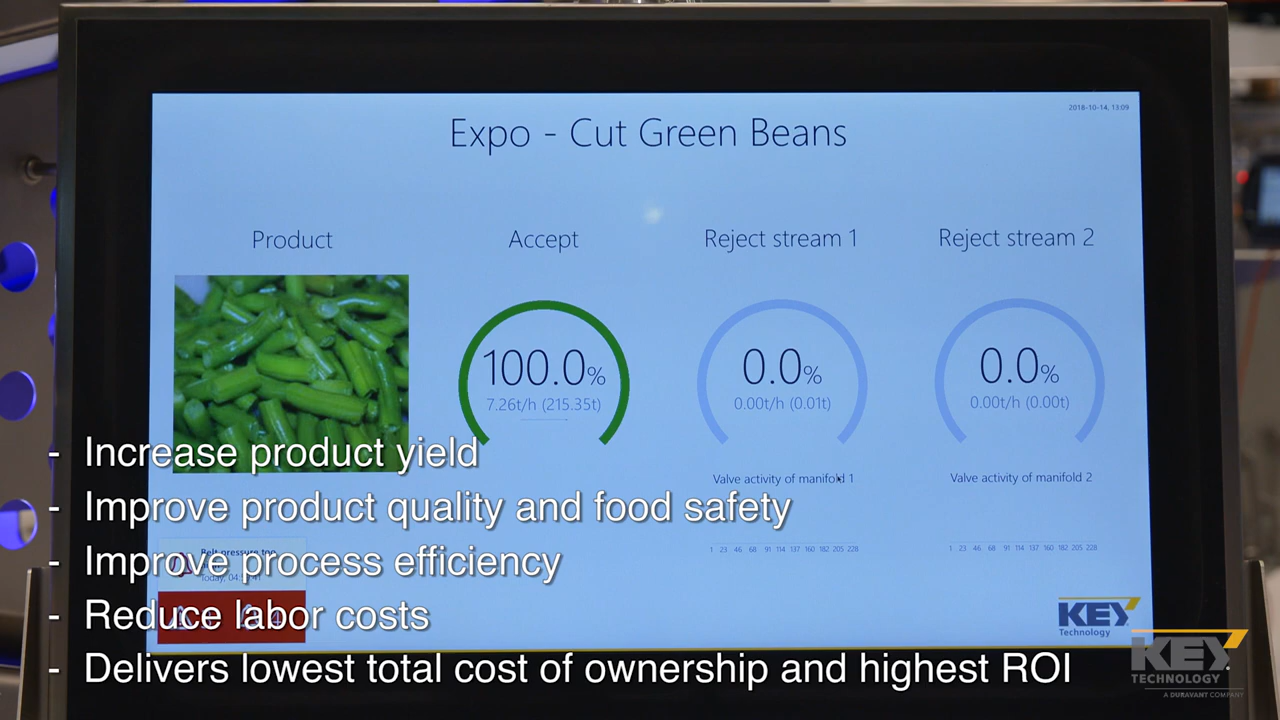 2018-10-14, 13:09
Expo - Cut Green Beans
Product
Accept
Reject stream 1
Reject stream 2
100.0%
7.26t/h (215.35t)
0.0%
0.00t/h (0.01t)
0.0%
0.00t/h (0.00t)
Valve activity of manifold 1
Valve activity of manifold 2
1 23 46 68 91 114 137 160 182 205 228
1 23 46 68 91 114 137 160 182 205 228
Belt pressure too
Today, 04:
- Increase product yield
- Improve product quality and food safety
- Improve process efficiency
- Reduce labor costs
- Delivers lowest total cost of ownership and highest ROI
KEY
Technology
KEY
TECHNOLOGY
A DURAVANT COMPANY